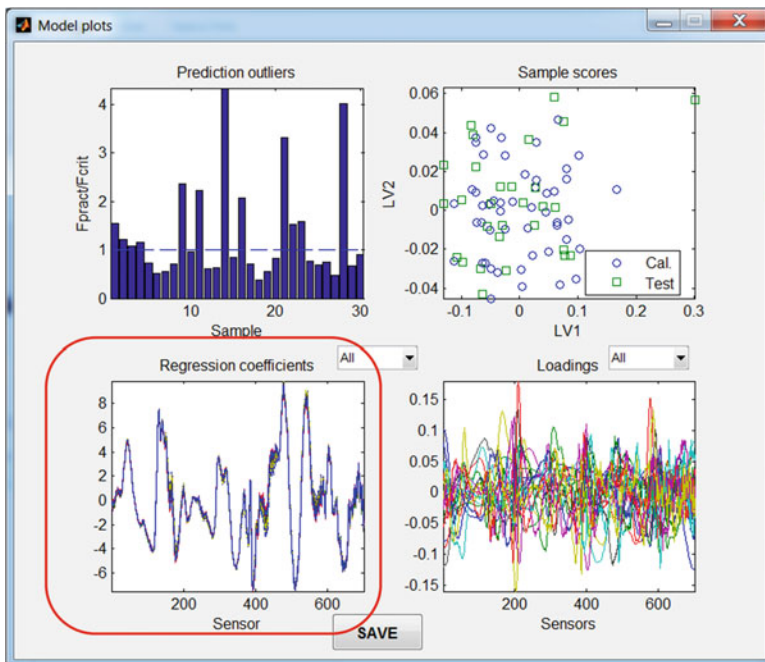 Model plots
Prediction outliers
Fpract/Fcrit
4
3
2
1
0
10
20
30
Sample
Sample scores
LV2
0.06
0.04
0.02
0
-0.02
-0.04
Cal.
Test
-0.1
0
0.1
0.2
0.3
LV1
Regression coefficients
All
8
6
4
2
0
-2
-4
-6
200
400
600
Sensor
Loadings
All
0.15
0.1
0.05
0
-0.05
-0.1
-0.15
200
400
600
Sensors
SAVE